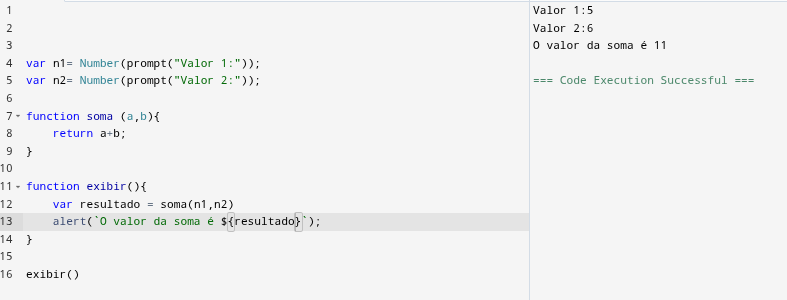 1
2
3
4 var n1= Number(prompt("Valor 1:"));
5 var n2= Number(prompt("Valor 2:"));
6
7 function soma (a,b){
8     return a+b;
9 }
10
11 function exibir(){
12     var resultado = soma(n1,n2)
13     alert(`O valor da soma é ${resultado}`);
14 }
15
16 exibir()
Valor 1:5
Valor 2:6
O valor da soma é 11
=== Code Execution Successful ===